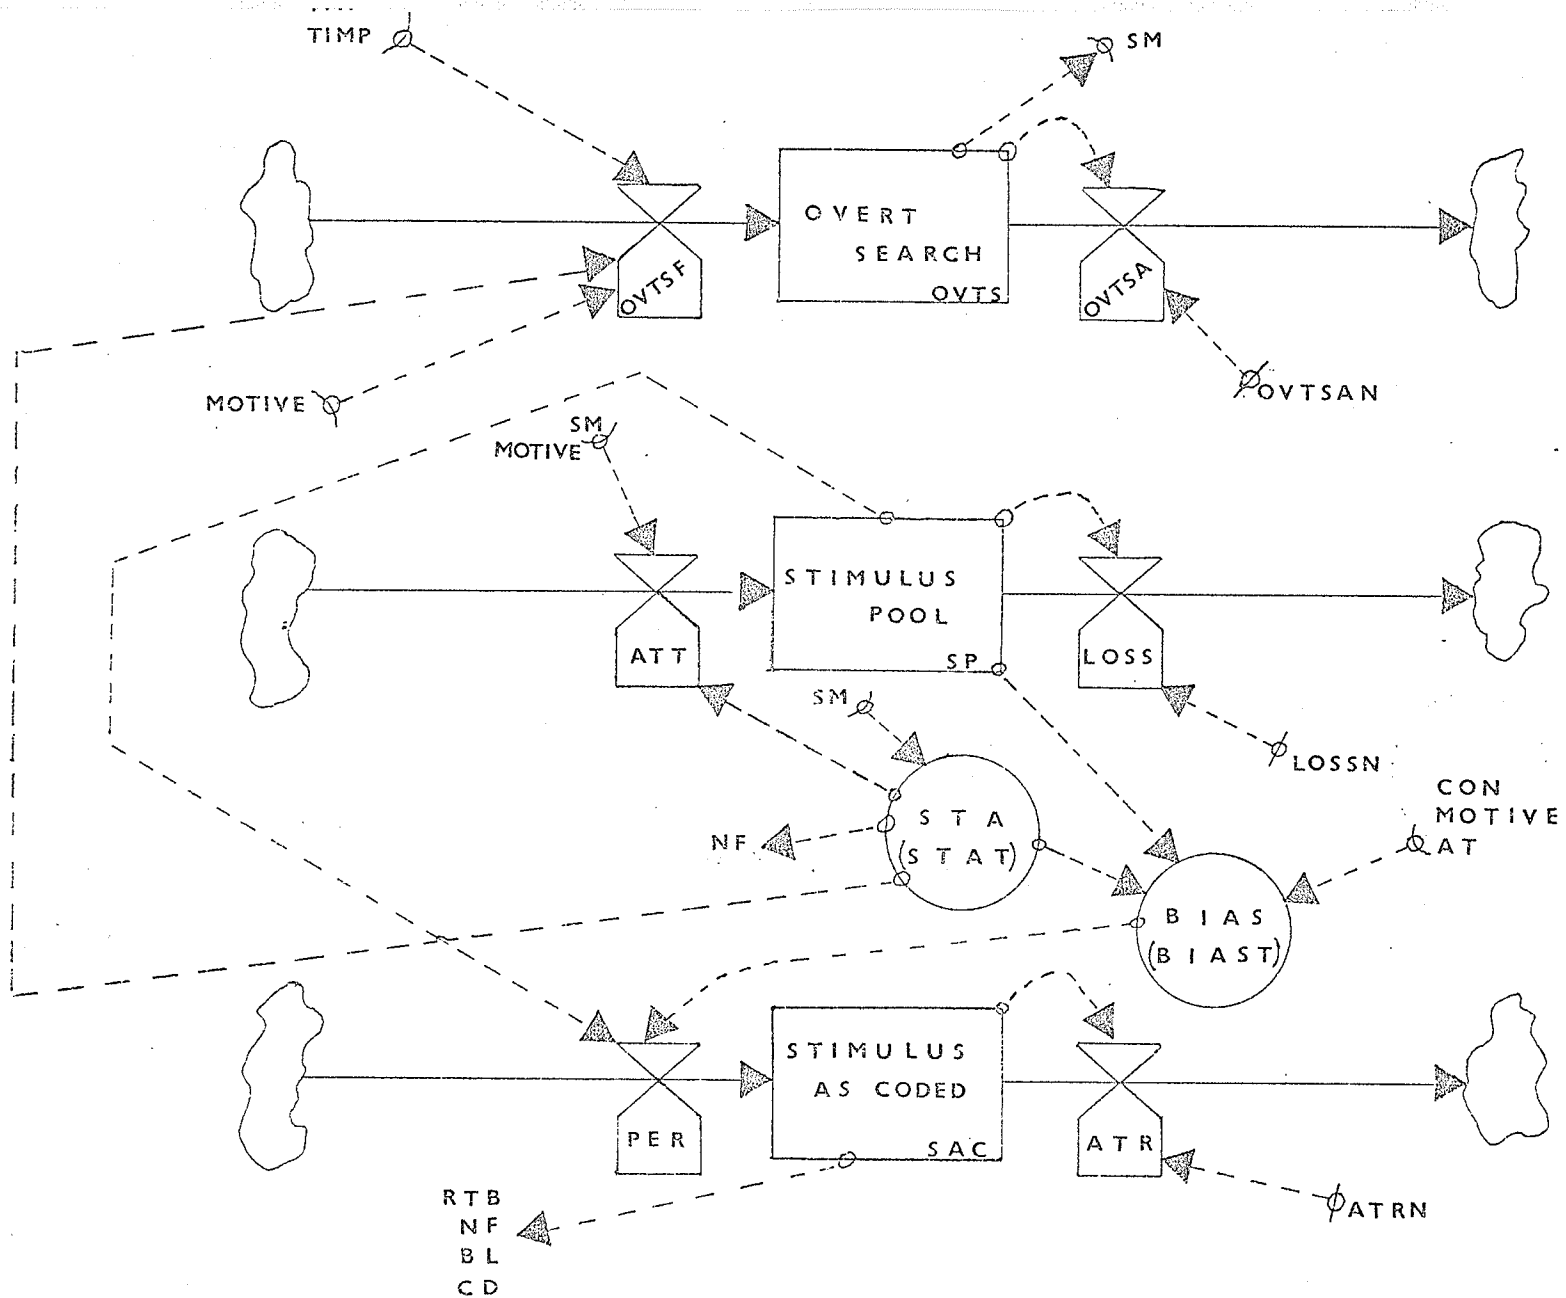 TIMP
SM
OVERT
SEARCH
OVTS
OVTSF
OVTSA
MOTIVE
OVTSAN
SM
MOTIVE
STIMULUS
POOL
SP
ATT
LOSS
SM
LOSSN
CON
MOTIVE
AT
STA
(STAT)
NF
BIAS
(BIAST)
STIMULUS
AS CODED
SAC
PER
ATR
RTB
NF
BL
CD
ATRN